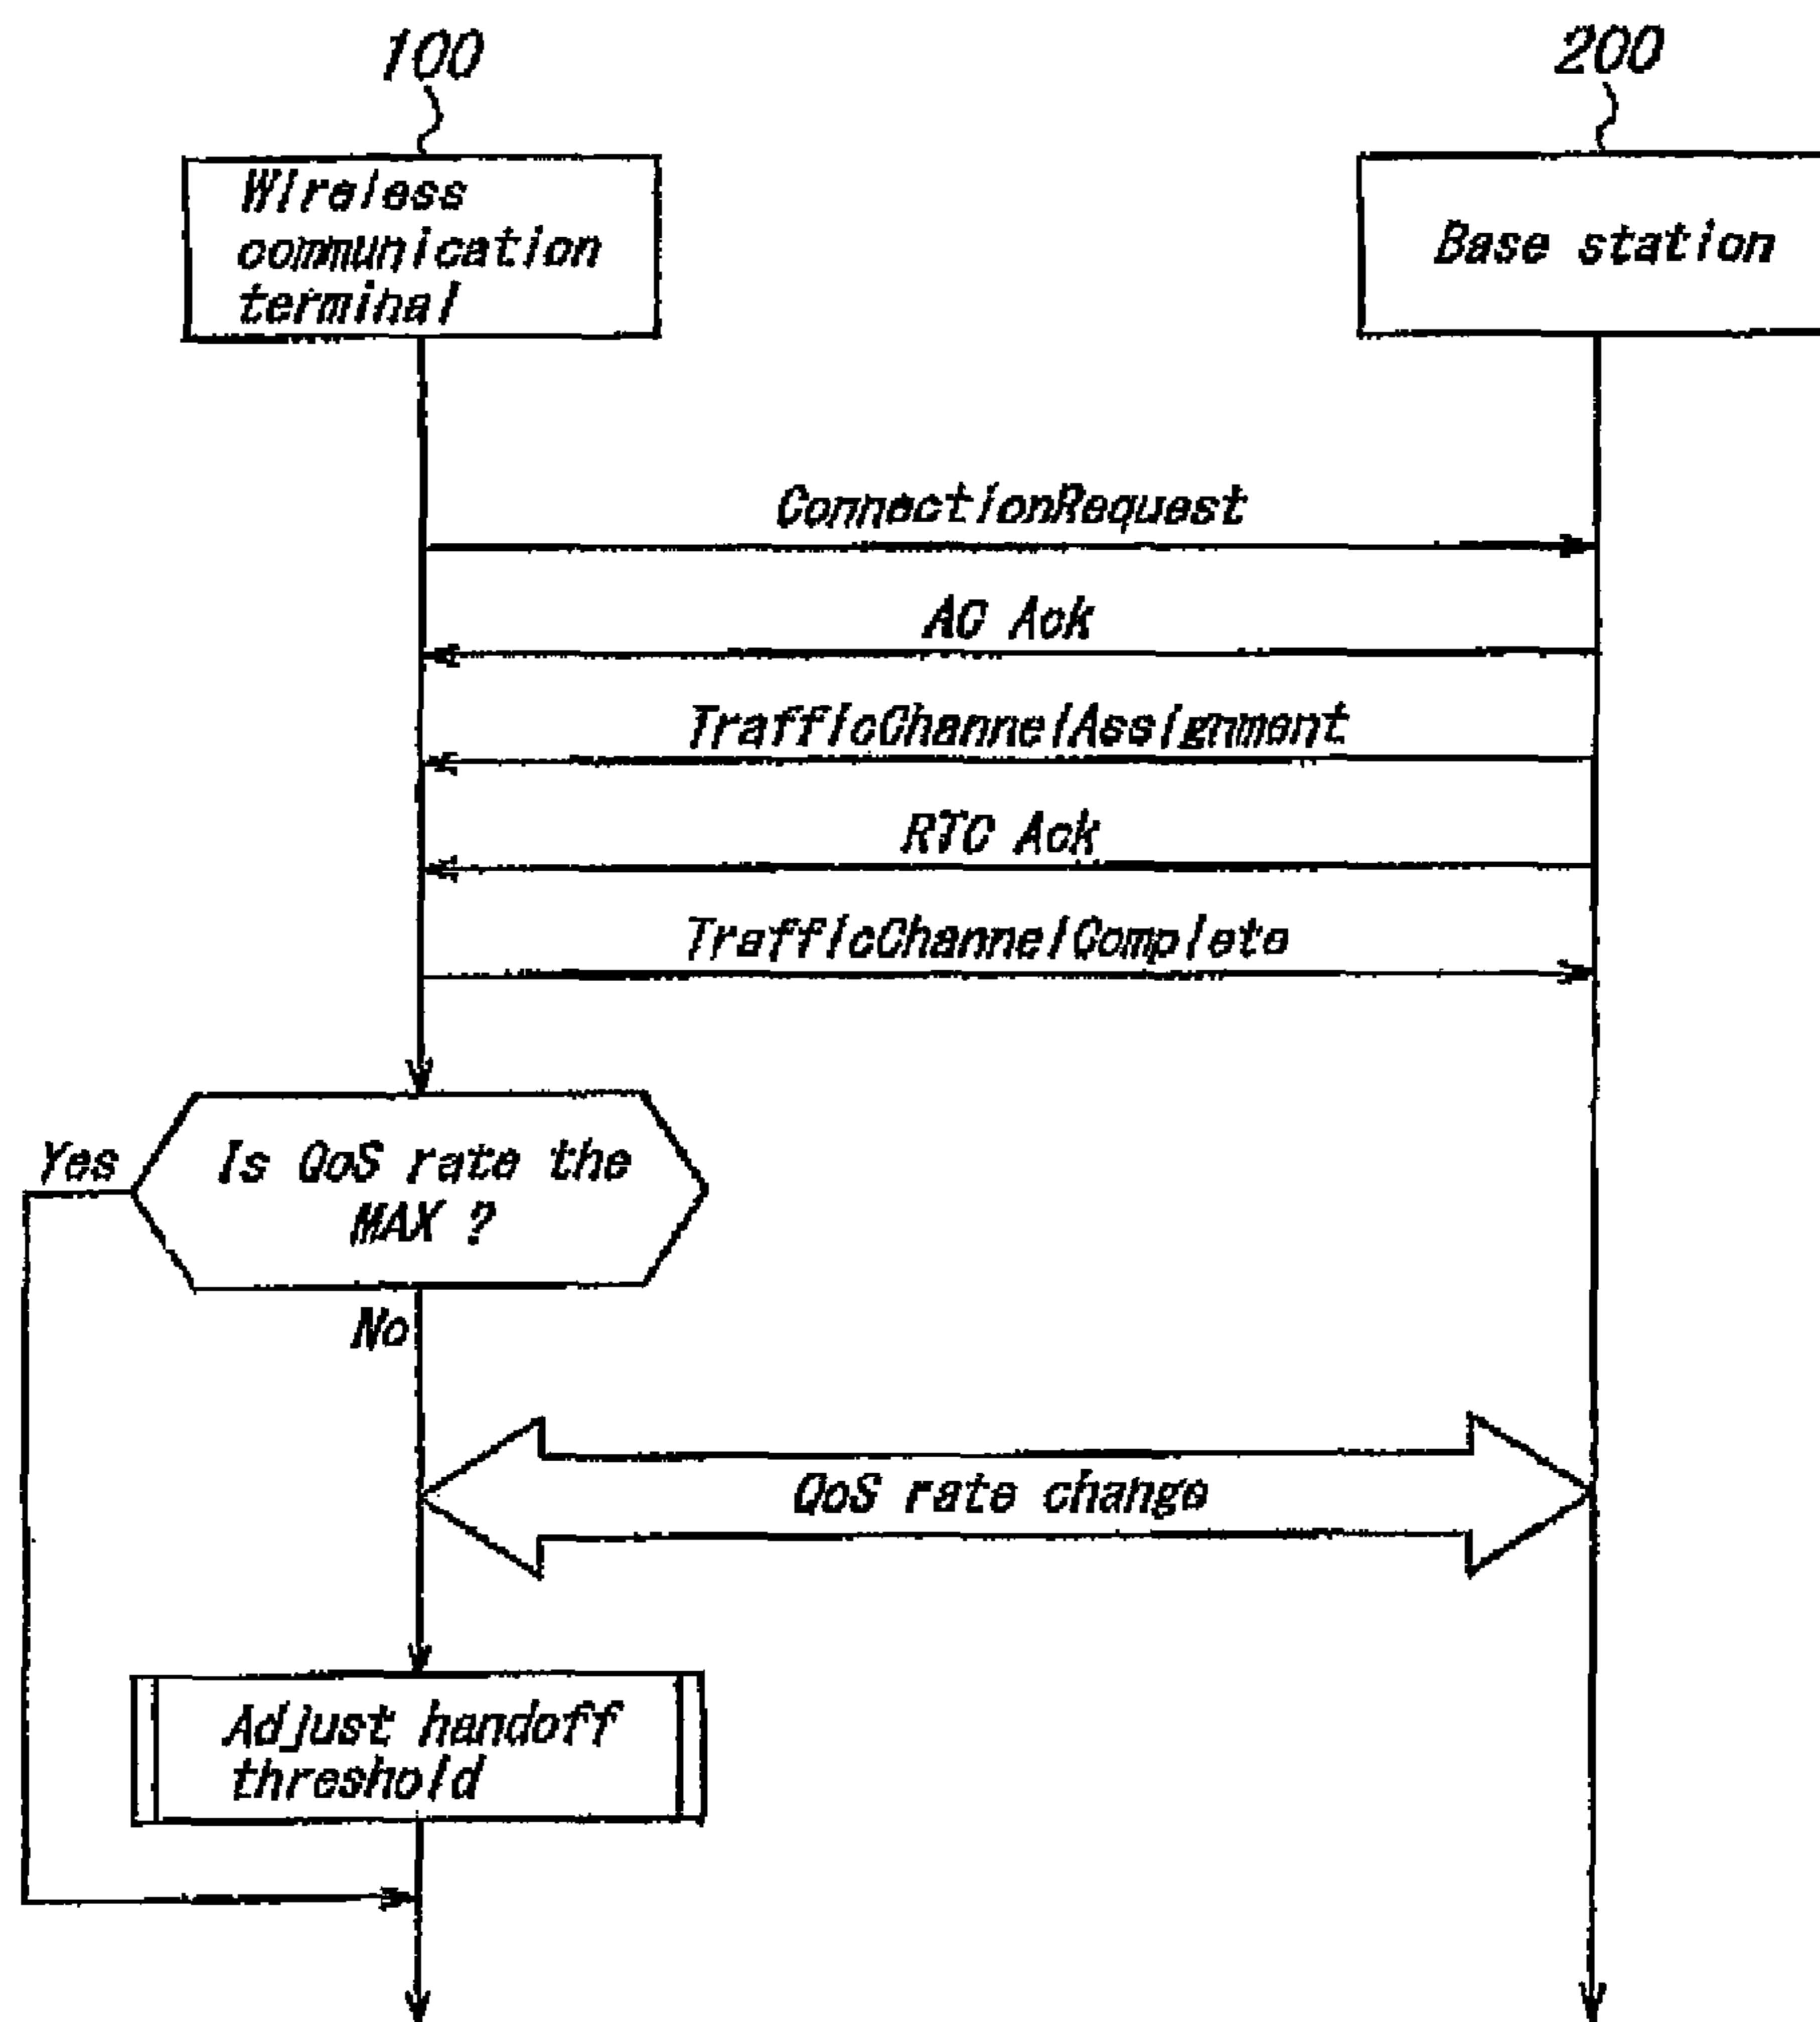 100
200
Wireless
communication
terminal
Base station
ConnectionRequest
AC Ack
TrafficChannelAssignment
RTC Ack
TrafficChannelComplete
Yes
Is QoS rate the
MAX ?
No
QoS rate change
Adjust handoff
threshold